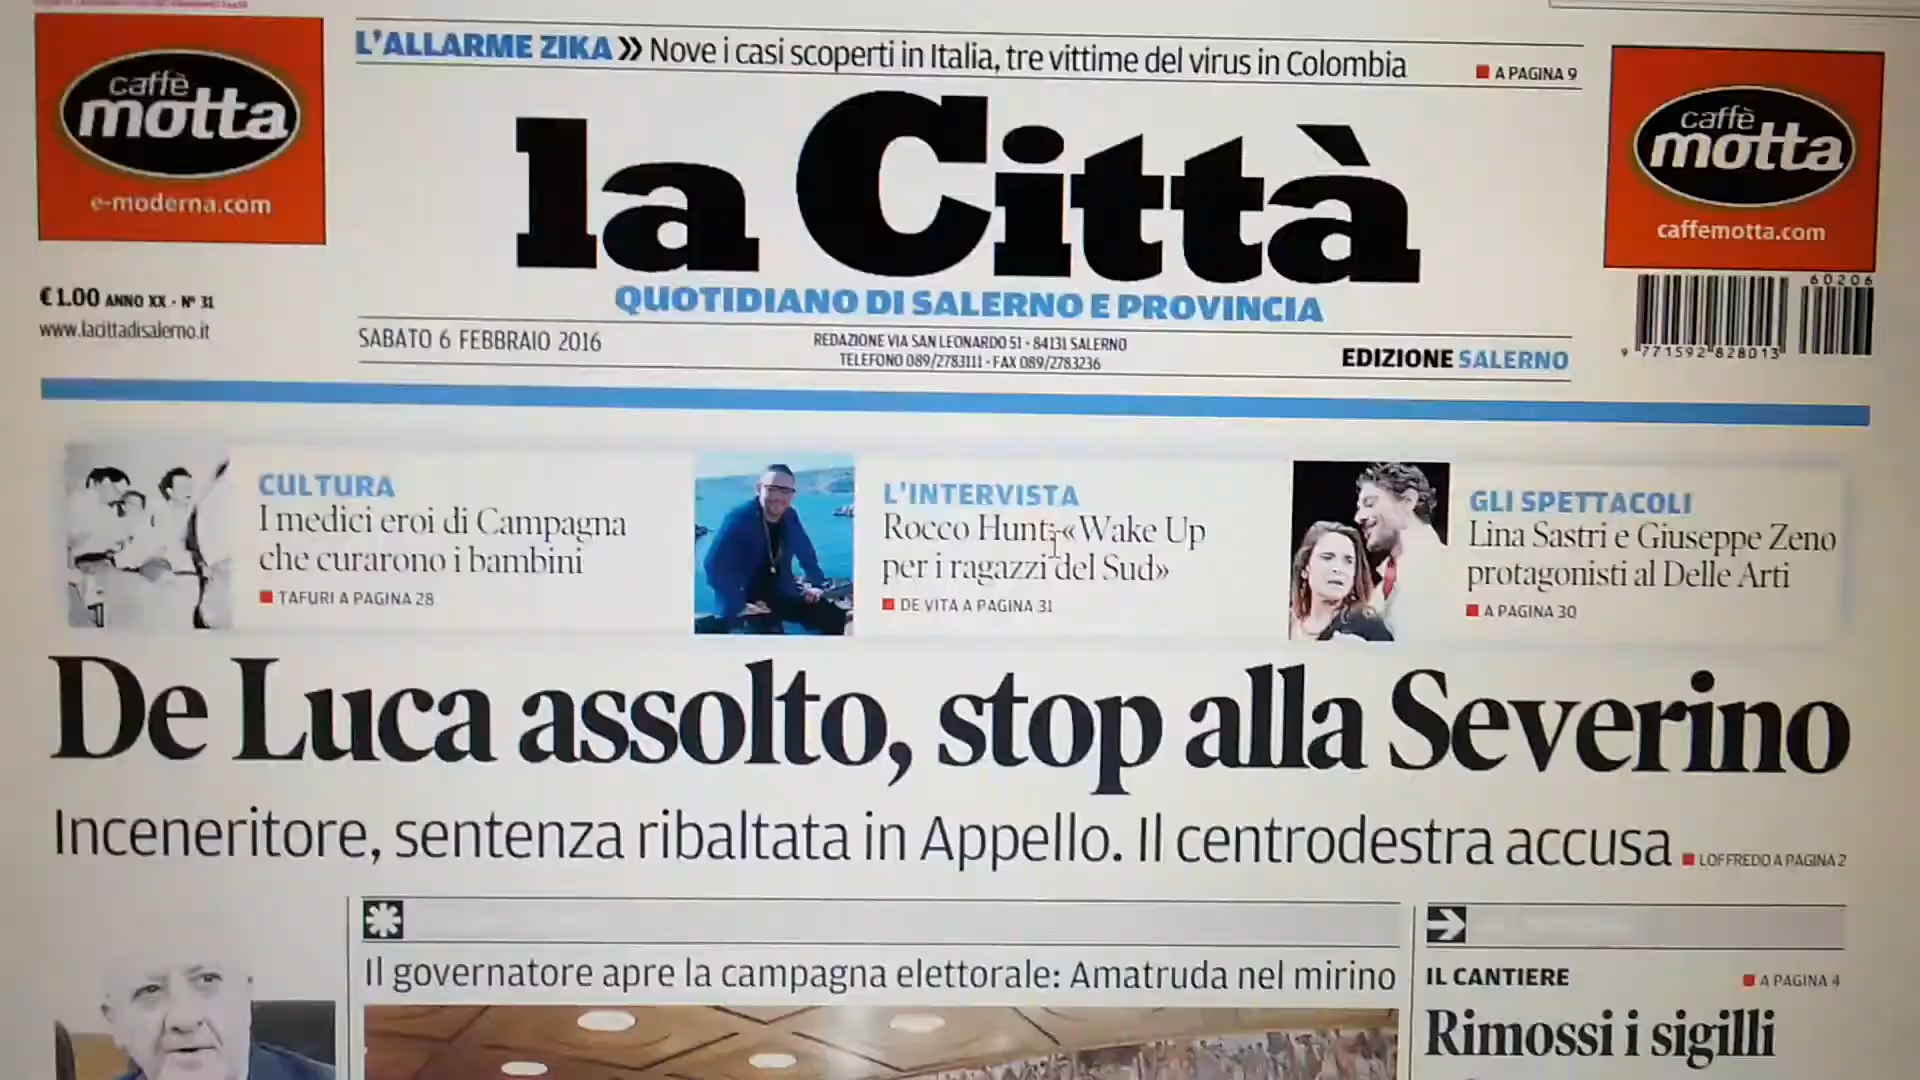 caffè
motta
e-moderna.com
L'ALLARME ZIKA » Nove i casi scoperti in Italia, tre vittime del virus in Colombia
A PAGINA 9
caffè
motta
caffemotta.com
la Città
QUOTIDIANO DI SALERNO E PROVINCIA
€ 1.00 ANNO XX - N° 31
www.lacittadisalerno.it
SABATO 6 FEBBRAIO 2016
REDAZIONE VIA SAN LEONARDO 51 - 84131 SALERNO
TELEFONO 089/2783111 - FAX 089/2783236
EDIZIONE SALERNO
60206
9 771592 828013
CULTURA
I medici eroi di Campagna
che curarono i bambini
TAFURI A PAGINA 28
L'INTERVISTA
Rocco Hunt: «Wake Up
per i ragazzi del Sud»
DE VITA A PAGINA 31
GLI SPETTACOLI
Lina Sastri e Giuseppe Zeno
protagonisti al Delle Arti
A PAGINA 30
De Luca assolto, stop alla Severino
Inceneritore, sentenza ribaltata in Appello. Il centrodestra accusa
LOFFREDO A PAGINA 2
Il governatore apre la campagna elettorale: Amatruda nel mirino
IL CANTIERE
A PAGINA 4
Rimossi i sigilli